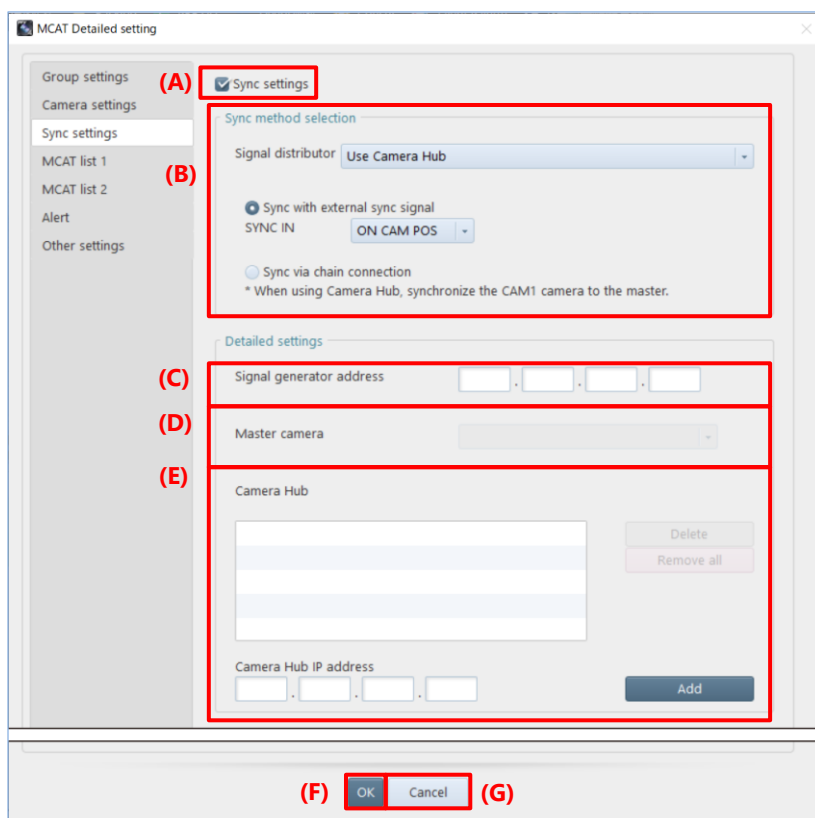 MCAT Detailed setting
Group settings
Camera settings
Sync settings
MCAT list 1
MCAT list 2
Alert
Other settings
(A)
Sync settings
(B)
Sync method selection
Signal distributor Use Camera Hub
Sync with external sync signal
SYNC IN ON CAM POS
Sync via chain connection
* When using Camera Hub, synchronize the CAM1 camera to the master.
Detailed settings
(C)
Signal generator address . . .
(D)
Master camera
(E)
Camera Hub
Delete
Remove all
Camera Hub IP address
. . . Add
(F) OK Cancel (G)